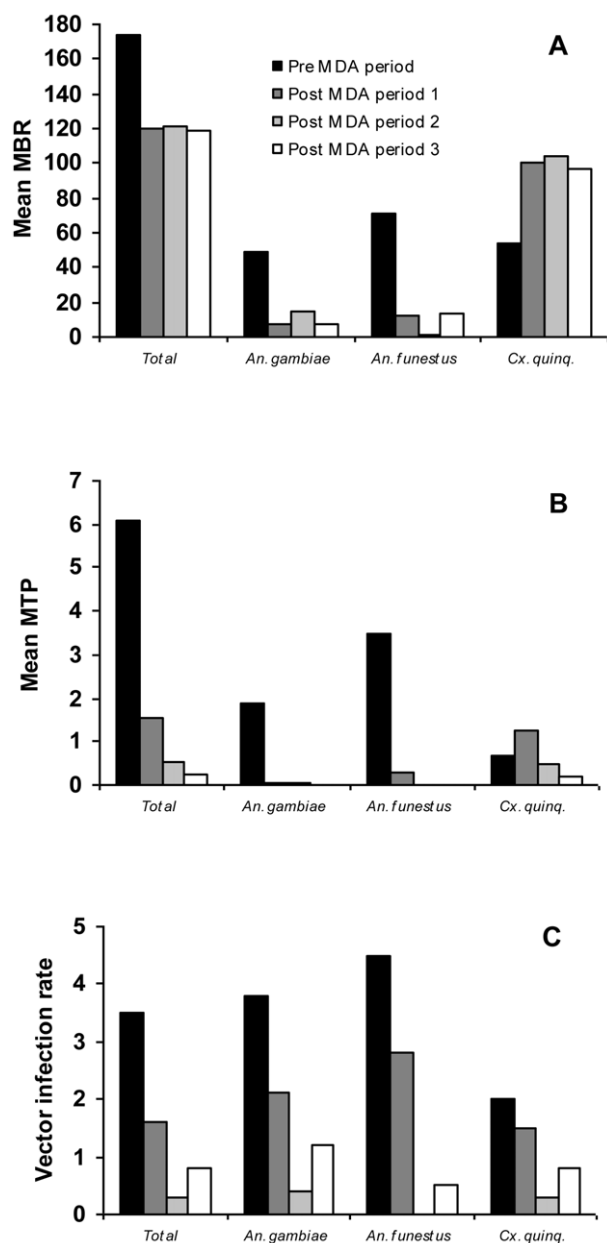 180
160
140
120
100
80
60
40
20
0
Mean MBR
A
Pre MDA period
Post MDA period 1
Post MDA period 2
Post MDA period 3
Total An. gambiae An. funestus Cx. quinq.
7
6
5
4
3
2
1
0
Mean MTP
B
Total An. gambiae An. funestus Cx. quinq.
5
4
3
2
1
0
Vector infection rate
C
Total An. gambiae An. funestus Cx. quinq.